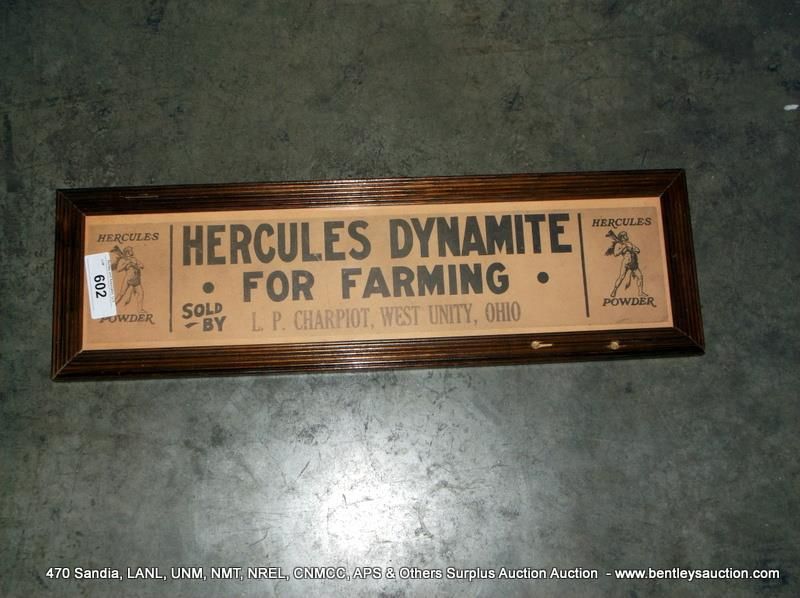 HERCULES
POWDER
602
HERCULES DYNAMITE
• FOR FARMING •
SOLD BY
L. P. CHARPIOT, WEST UNITY, OHIO
HERCULES
POWDER
470 Sandia, LANL, UNM, NMT, NREL, CNMCC, APS & Others Surplus Auction Auction - www.bentleysauction.com